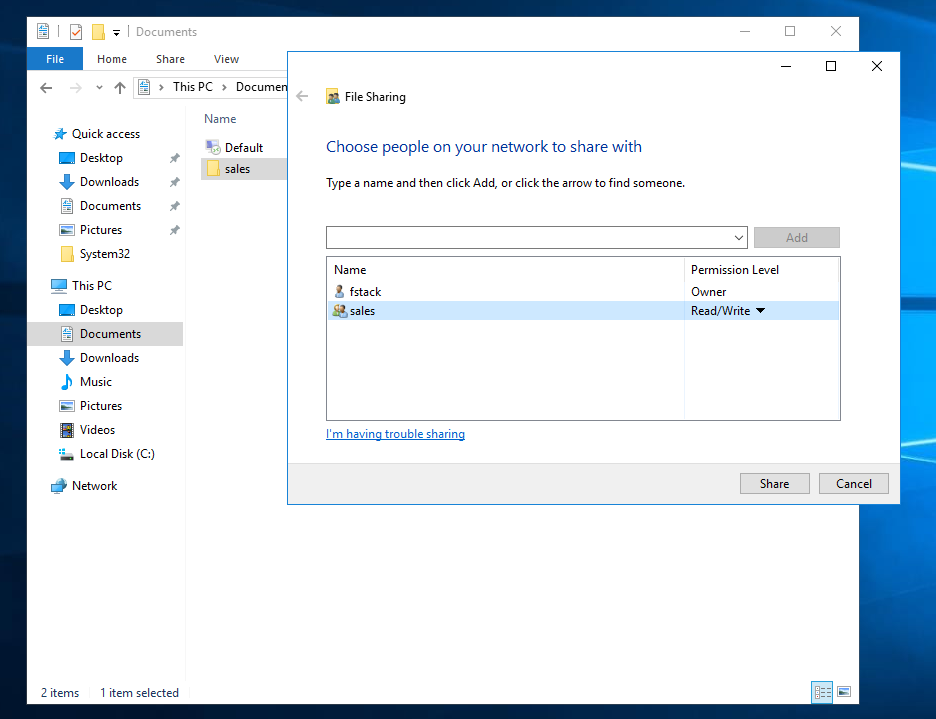 Documents
File Home Share View
This PC Documen
Quick access
Desktop
Downloads
Documents
Pictures
System32
This PC
Desktop
Documents
Downloads
Music
Pictures
Videos
Local Disk (C:)
Network
Name
Default
sales
2 items 1 item selected
File Sharing
Choose people on your network to share with
Type a name and then click Add, or click the arrow to find someone.
Add
Name Permission Level
fstack Owner
sales Read/Write
I'm having trouble sharing
Share Cancel